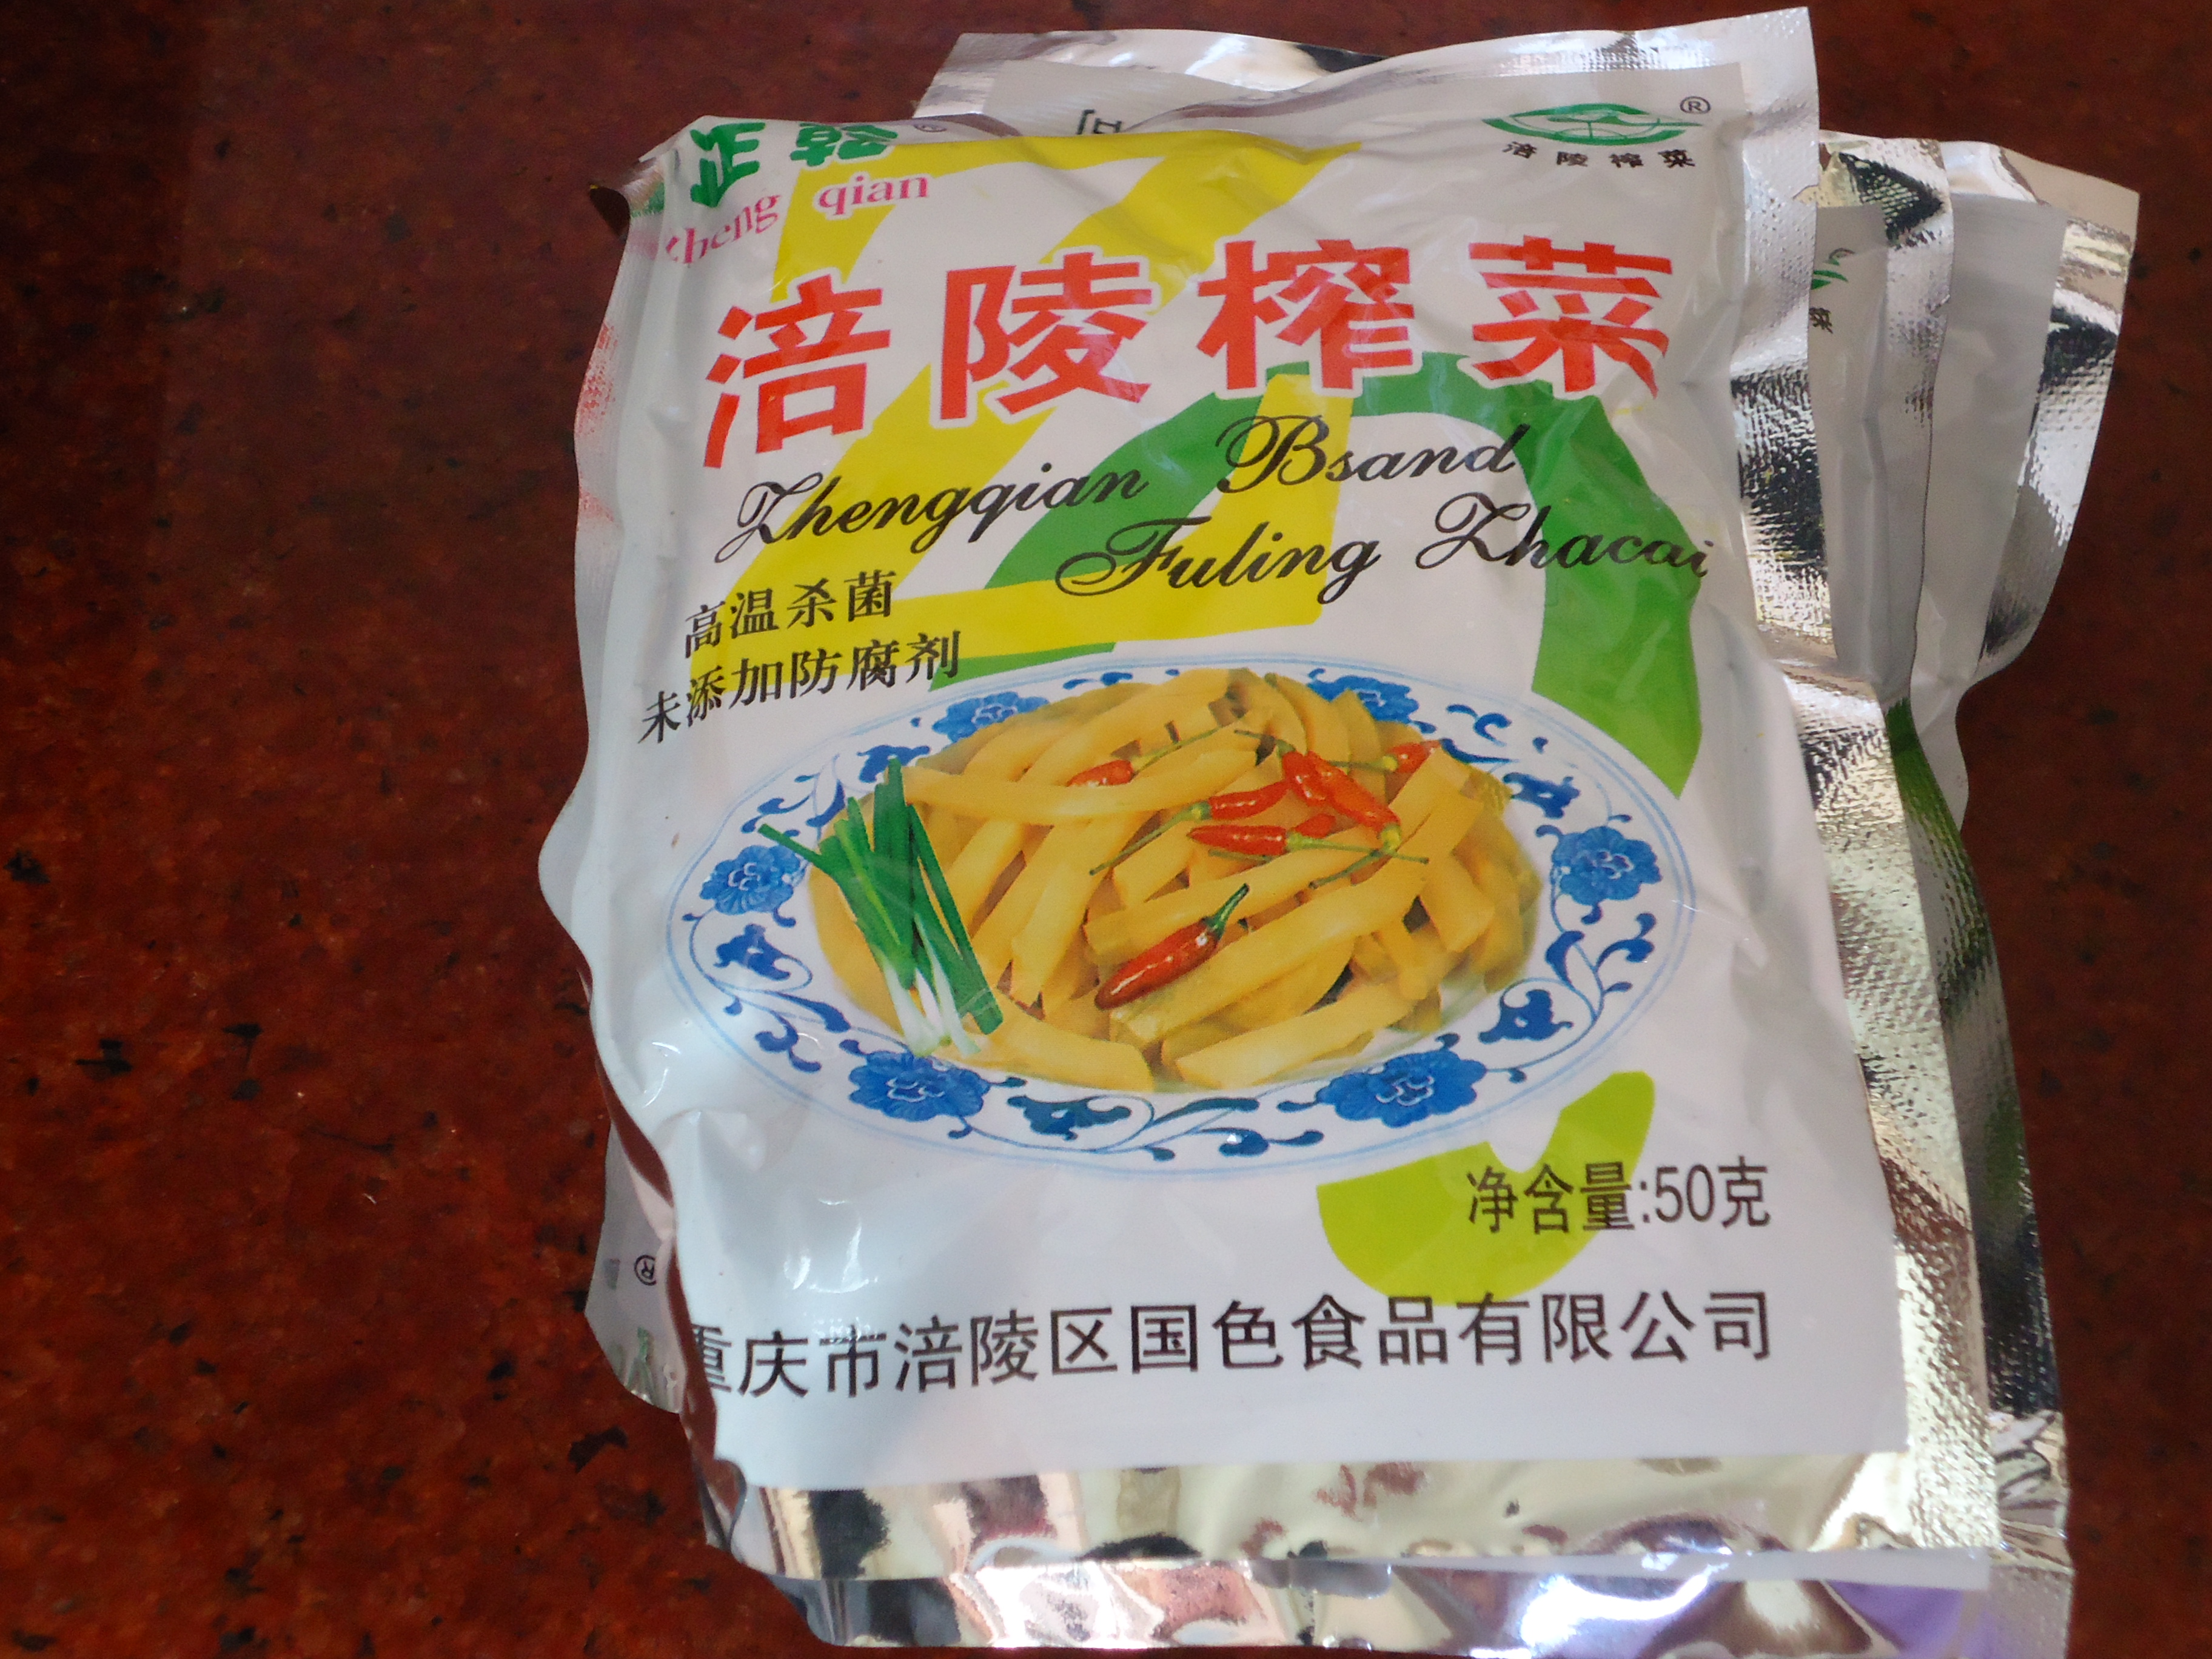 正乾
zheng qian
®
涪陵榨菜
涪陵榨菜
Zhengqian Bsand
Fuling Zhacai
高温杀菌
未添加防腐剂
净含量:50克
®
重庆市涪陵区国色食品有限公司
菜